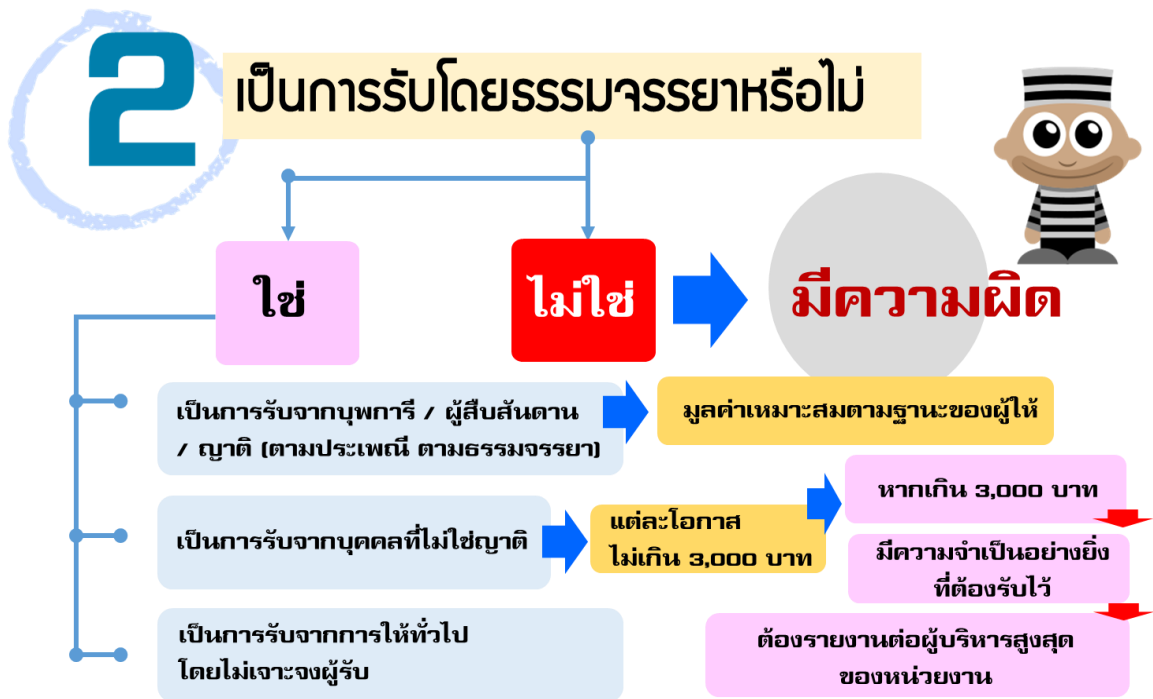 2
เป็นการรับโดยธรรมจรรยาหรือไม่
ใช่
ไม่ใช่
มีความผิด
เป็นการรับจากบุพการี / ผู้สืบสันดาน
/ ญาติ (ตามประเพณี ตามธรรมจรรยา)
มูลค่าเหมาะสมตามฐานะของผู้ให้
เป็นการรับจากบุคคลที่ไม่ใช่ญาติ
แต่ละโอกาส
ไม่เกิน 3,000 บาท
หากเกิน 3,000 บาท
มีความจำเป็นอย่างยิ่ง
ที่ต้องรับไว้
ต้องรายงานต่อผู้บริหารสูงสุด
ของหน่วยงาน
เป็นการรับจากการให้ทั่วไป
โดยไม่เจาะจงผู้รับ